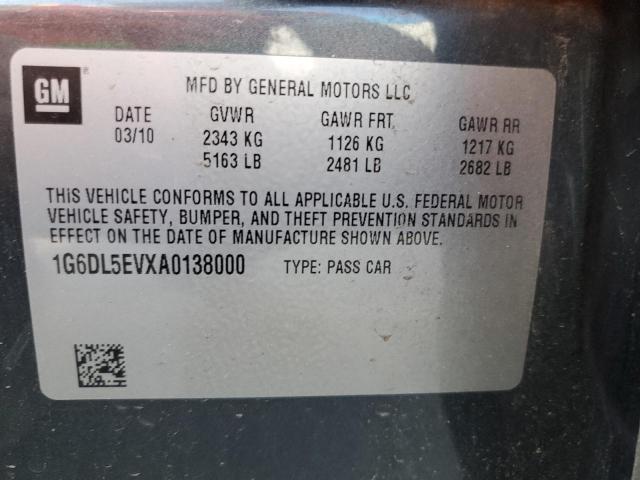 GM ®
MFD BY GENERAL MOTORS LLC
DATE GVWR GAWR FRT GAWR RR
03/10 2343 KG 1126 KG 1217 KG
5163 LB 2481 LB 2682 LB
THIS VEHICLE CONFORMS TO ALL APPLICABLE U.S. FEDERAL MOTOR
VEHICLE SAFETY, BUMPER, AND THEFT PREVENTION STANDARDS IN
EFFECT ON THE DATE OF MANUFACTURE SHOWN ABOVE.
1G6DL5EVXA0138000 TYPE: PASS CAR